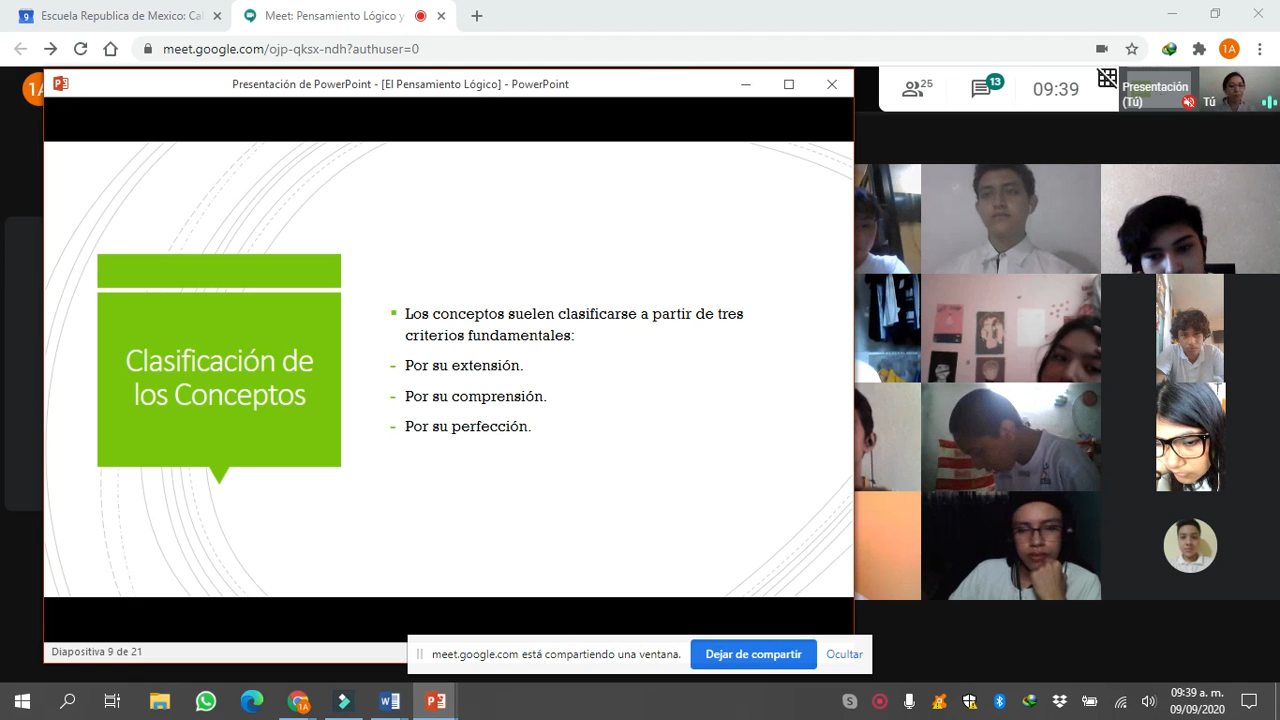 Escuela Republica de Mexico: Cal
Meet: Pensamiento Lógico y
meet.google.com/ojp-qksx-ndh?authuser=0
1A
1A
Presentación de PowerPoint - [El Pensamiento Lógico] - PowerPoint
25
13
09:39
Presentación
(Tú)
Tú
Clasificación de
los Conceptos
Los conceptos suelen clasificarse a partir de tres
criterios fundamentales:
- Por su extensión.
- Por su comprensión.
- Por su perfección.
Diapositiva 9 de 21
meet.google.com está compartiendo una ventana.
Dejar de compartir
Ocultar
09:39 a. m.
09/09/2020